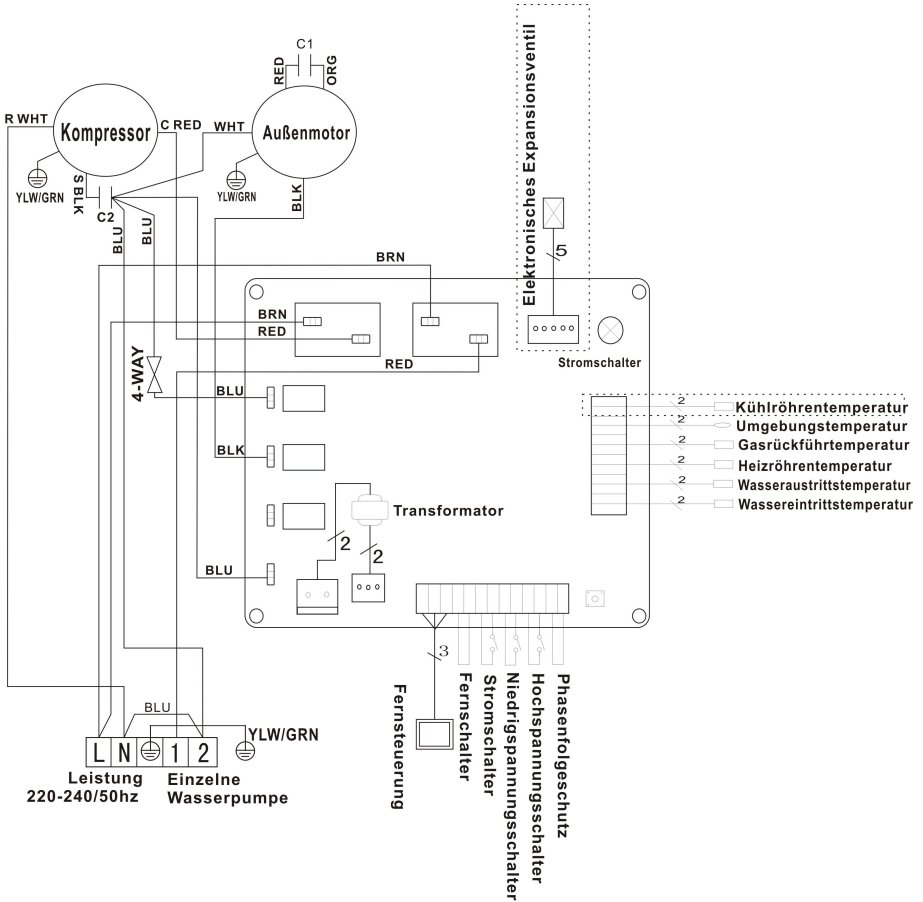 C1
RED
ORG
R WHT
Kompressor
C RED
WHT
Außenmotor
YLW/GRN
S BLK
C2
YLW/GRN
BLK
BLU
BLU
Elektronisches Expansionsventil
5
BRN
BRN
RED
Stromschalter
4-WAY
RED
BLU
2
Kühlröhrentemperatur
2
Umgebungstemperatur
2
Gasrückführtemperatur
2
Heizröhrentemperatur
2
Wasseraustrittstemperatur
2
Wassereintrittstemperatur
BLK
Transformator
2
2
BLU
3
Fernsteuerung
Fernschalter
Stromschalter
Niedrigspannungsschalter
Hochspannungsschalter
Phasenfolgeschutz
BLU
YLW/GRN
L N 1 2
Leistung
220-240/50hz
Einzelne
Wasserpumpe